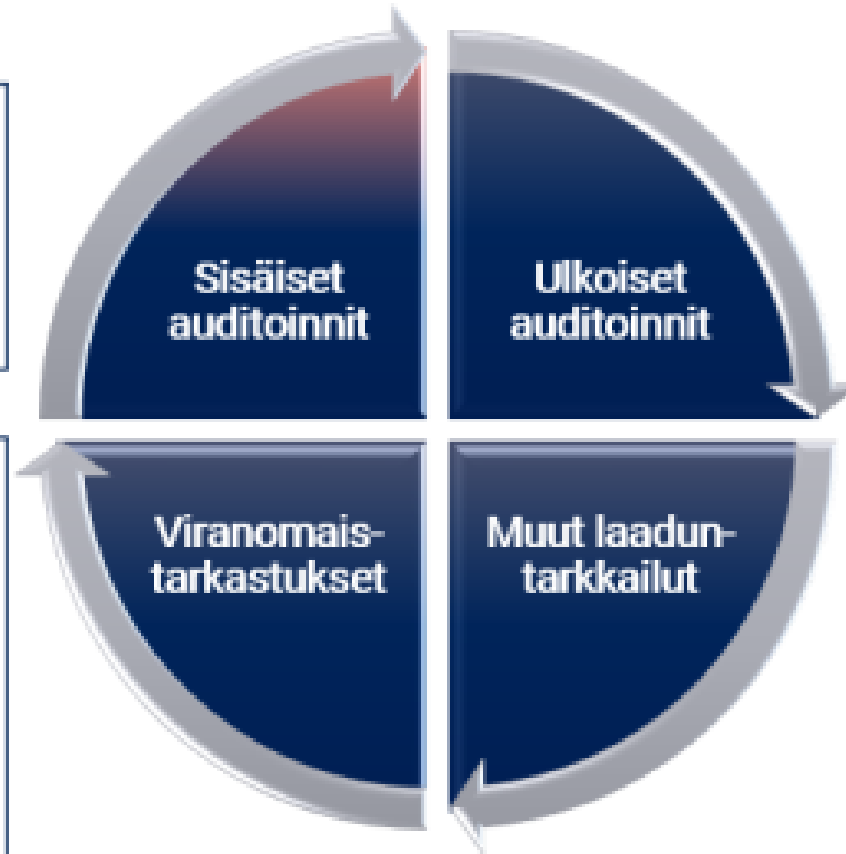 Sisäiset
auditoinnit
Ulkoiset
auditoinnit
Viranomais-
tarkastukset
Muut laadun-
tarkkailut